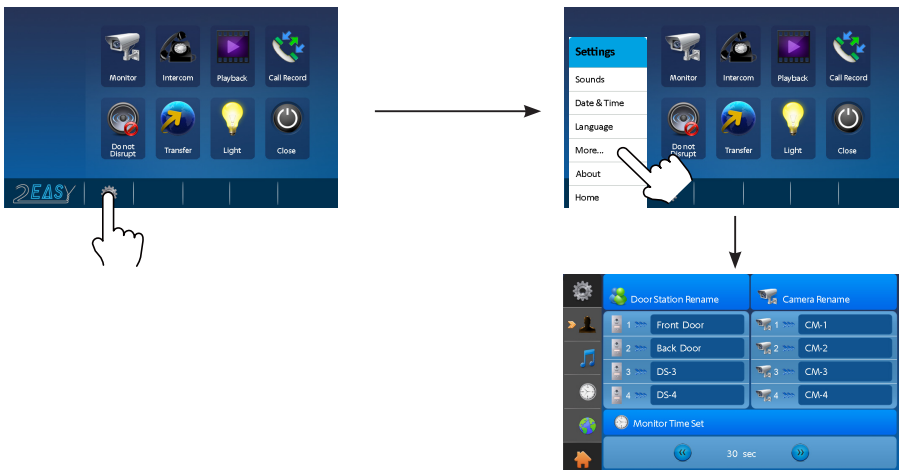 Monitor
Intercom
Playback
Call Record
Do not
Disrupt
Transfer
Light
Close
2EASY
Settings
Sounds
Date & Time
Language
More...
About
Home
Monitor
Intercom
Playback
Call Record
Do not
Disrupt
Transfer
Light
Close
Door Station Rename
Camera Rename
1 Front Door
1 CM-1
2 Back Door
2 CM-2
3 DS-3
3 CM-3
4 DS-4
4 CM-4
Monitor Time Set
30 sec